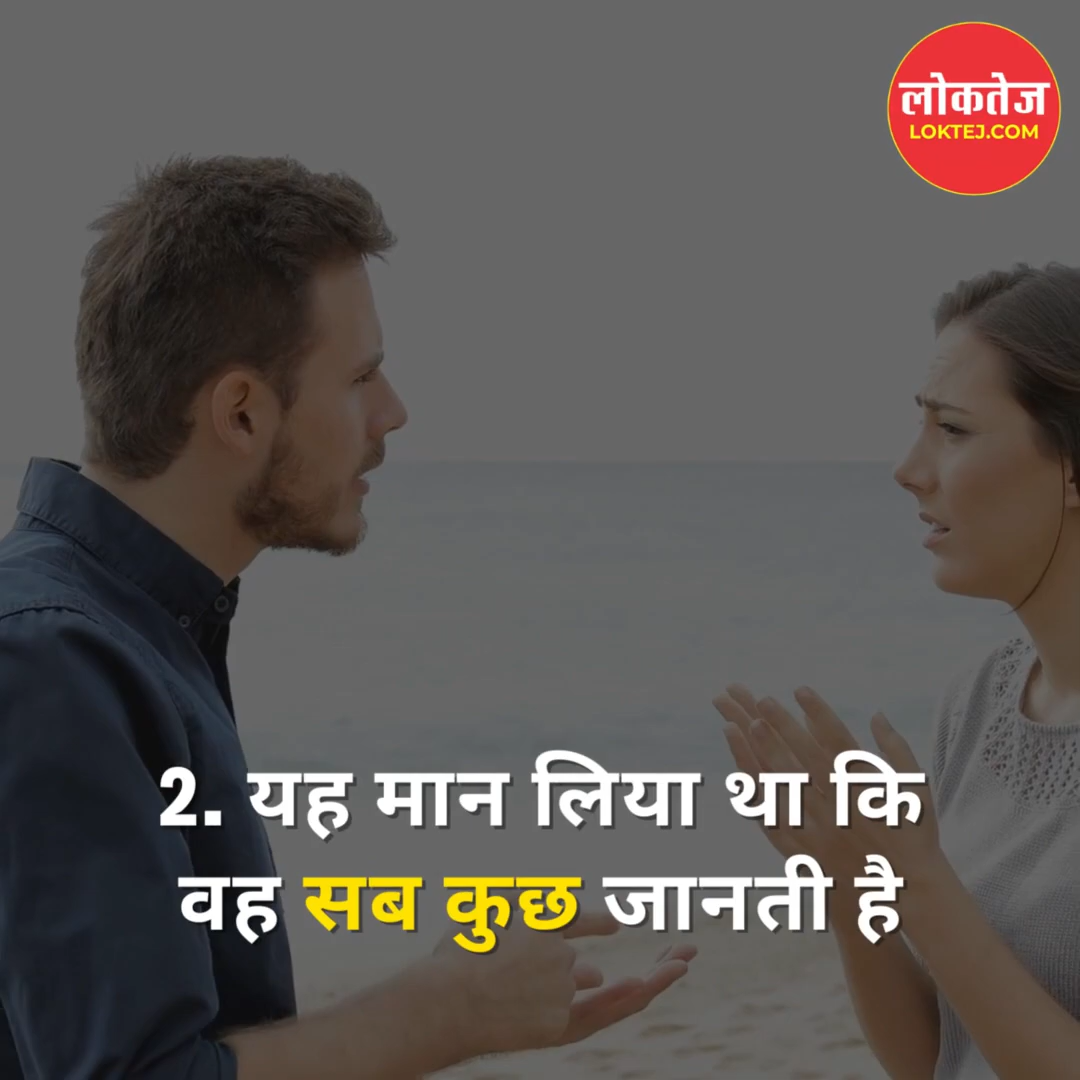 लोकतेज
LOKTEJ.COM
2. यह मान लिया था कि
वह सब कुछ जानती है